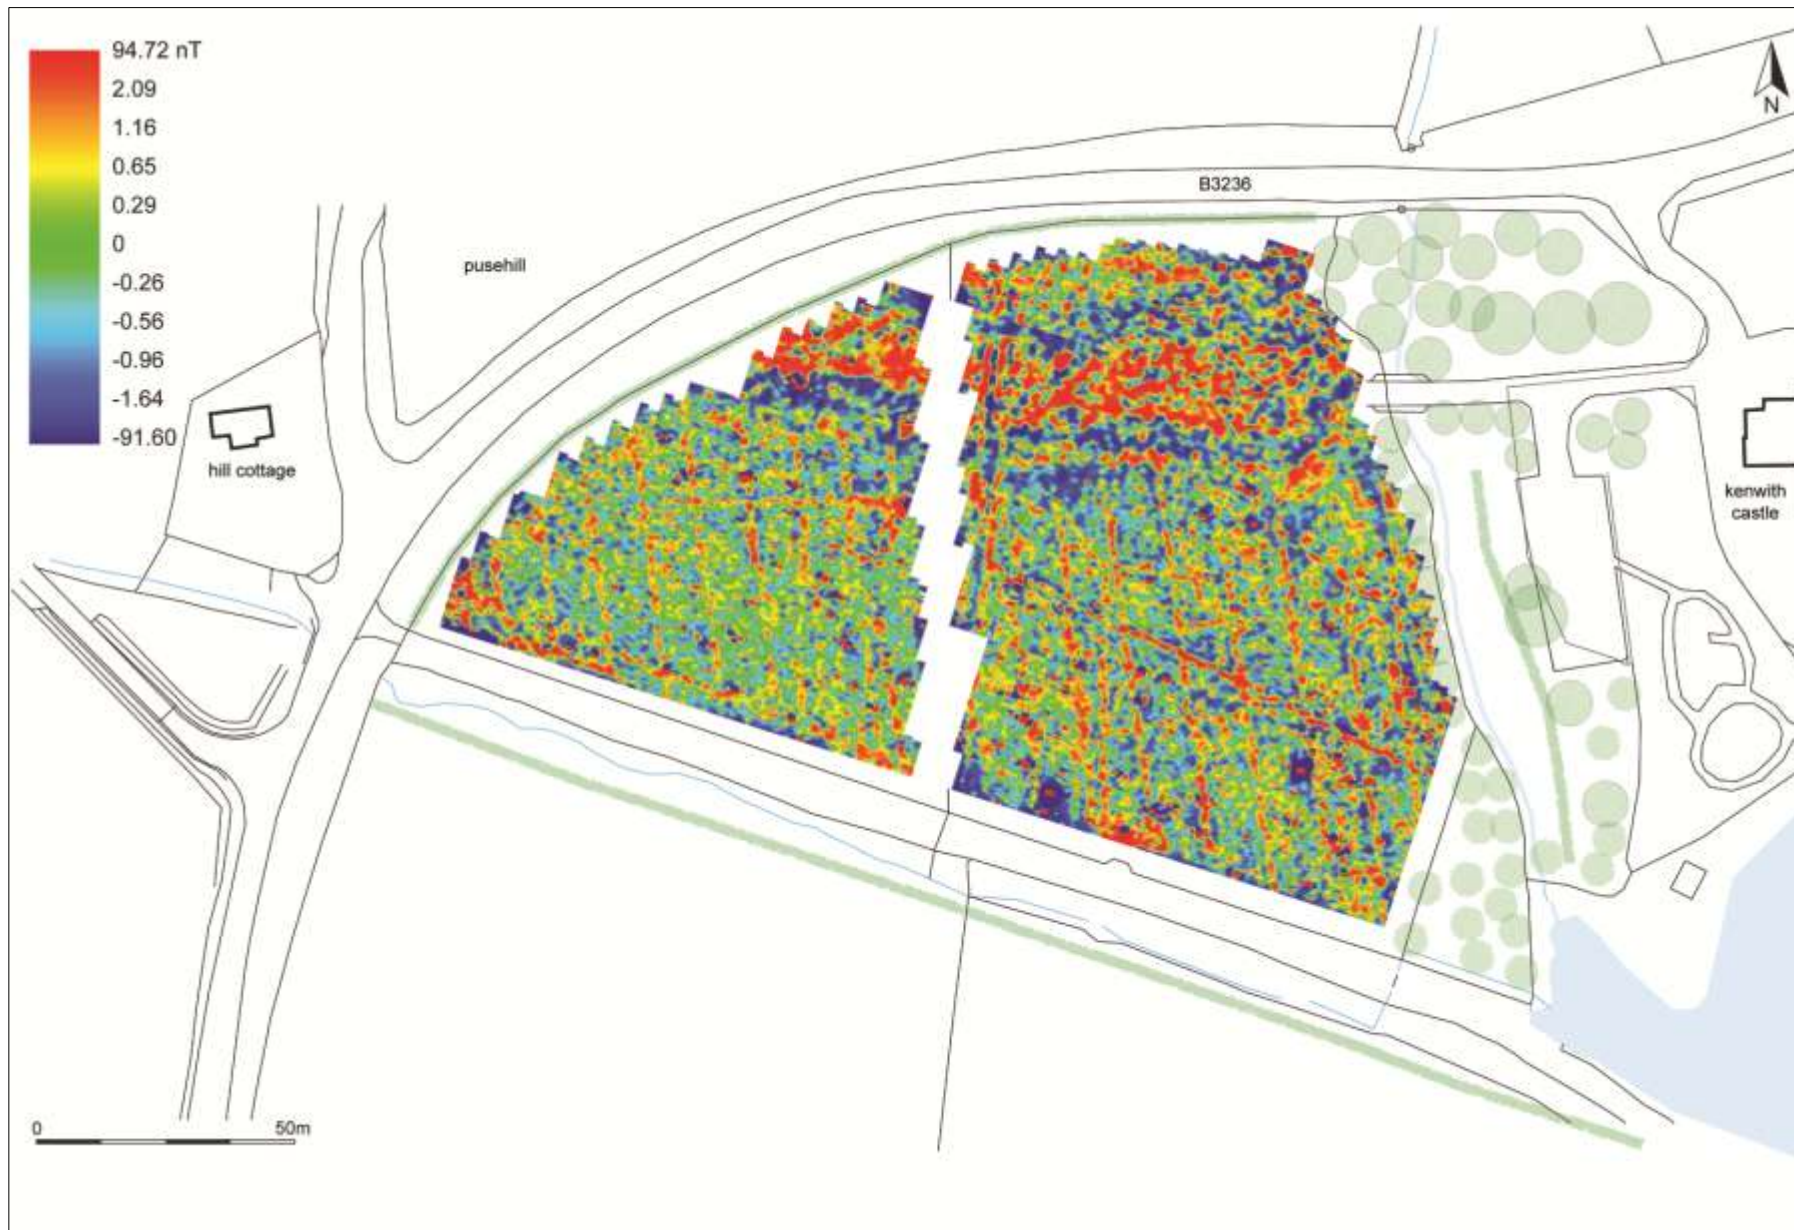 94.72 nT
2.09
1.16
0.65
0.29
0
-0.26
-0.56
-0.96
-1.64
-91.60
N
B3236
pusehill
hill cottage
kenwith
castle
0 50m